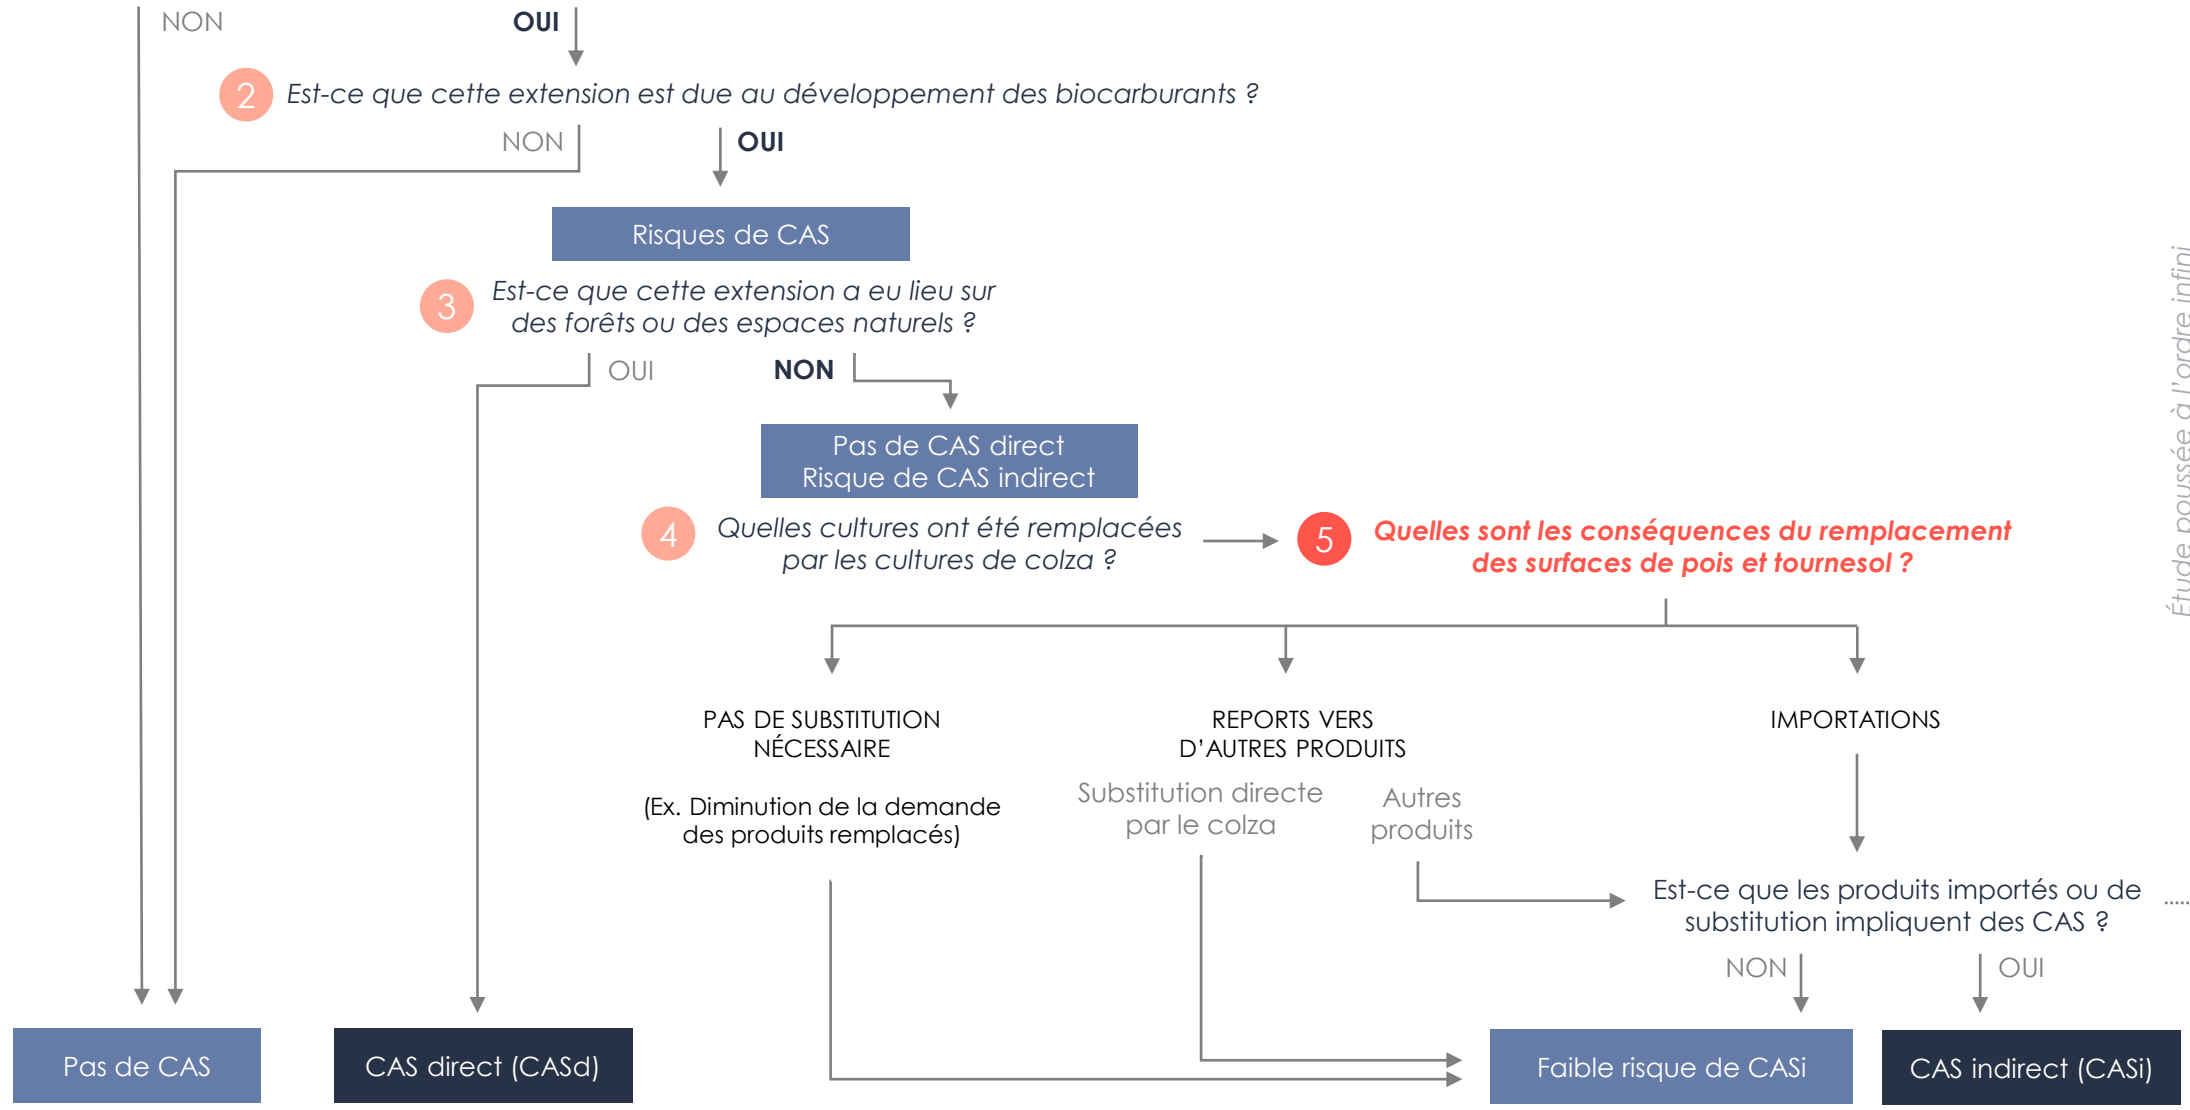 NON
OUI
2
Est-ce que cette extension est due au développement des biocarburants ?
NON
OUI
Risques de CAS
3
Est-ce que cette extension a eu lieu sur
des forêts ou des espaces naturels ?
OUI
NON
Pas de CAS direct
Risque de CAS indirect
4
Quelles cultures ont été remplacées
par les cultures de colza ?
5
Quelles sont les conséquences du remplacement
des surfaces de pois et tournesol ?
PAS DE SUBSTITUTION
NÉCESSAIRE
(Ex. Diminution de la demande
des produits remplacés)
REPORTS VERS
D'AUTRES PRODUITS
Substitution directe
par le colza
Autres
produits
IMPORTATIONS
Est-ce que les produits importés ou de
substitution impliquent des CAS ?
NON
OUI
Étude poussée à l'ordre infini
Pas de CAS
CAS direct (CASd)
Faible risque de CASi
CAS indirect (CASi)